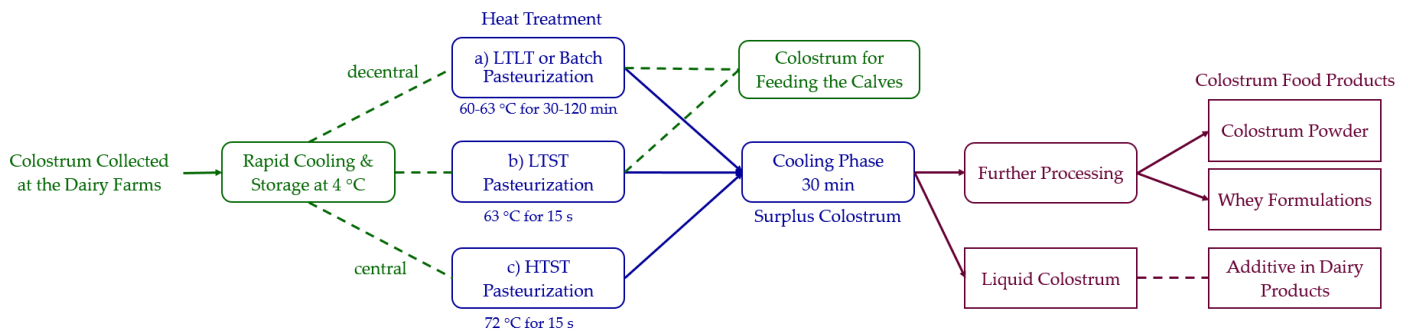 Heat Treatment
decentral
a) LTLT or Batch
Pasteurization
60-63 °C for 30-120 min
Colostrum for
Feeding the Calves
Colostrum Food Products
Colostrum Powder
Colostrum Collected
at the Dairy Farms
Rapid Cooling &
Storage at 4 °C
b) LTST
Pasteurization
63 °C for 15 s
Cooling Phase
30 min
Surplus Colostrum
Further Processing
Whey Formulations
central
c) HTST
Pasteurization
72 °C for 15 s
Liquid Colostrum
Additive in Dairy
Products